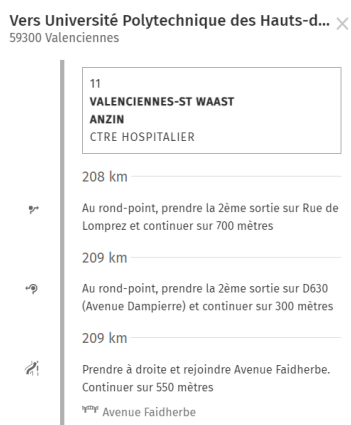 Vers Université Polytechnique des Hauts-d...
59300 Valenciennes
11
VALENCIENNES-ST WAAST
ANZIN
CTRE HOSPITALIER
208 km
Au rond-point, prendre la 2ème sortie sur Rue de
Lomprez et continuer sur 700 mètres
209 km
Au rond-point, prendre la 2ème sortie sur D630
(Avenue Dampierre) et continuer sur 300 mètres
209 km
Prendre à droite et rejoindre Avenue Faidherbe.
Continuer sur 550 mètres
Avenue Faidherbe